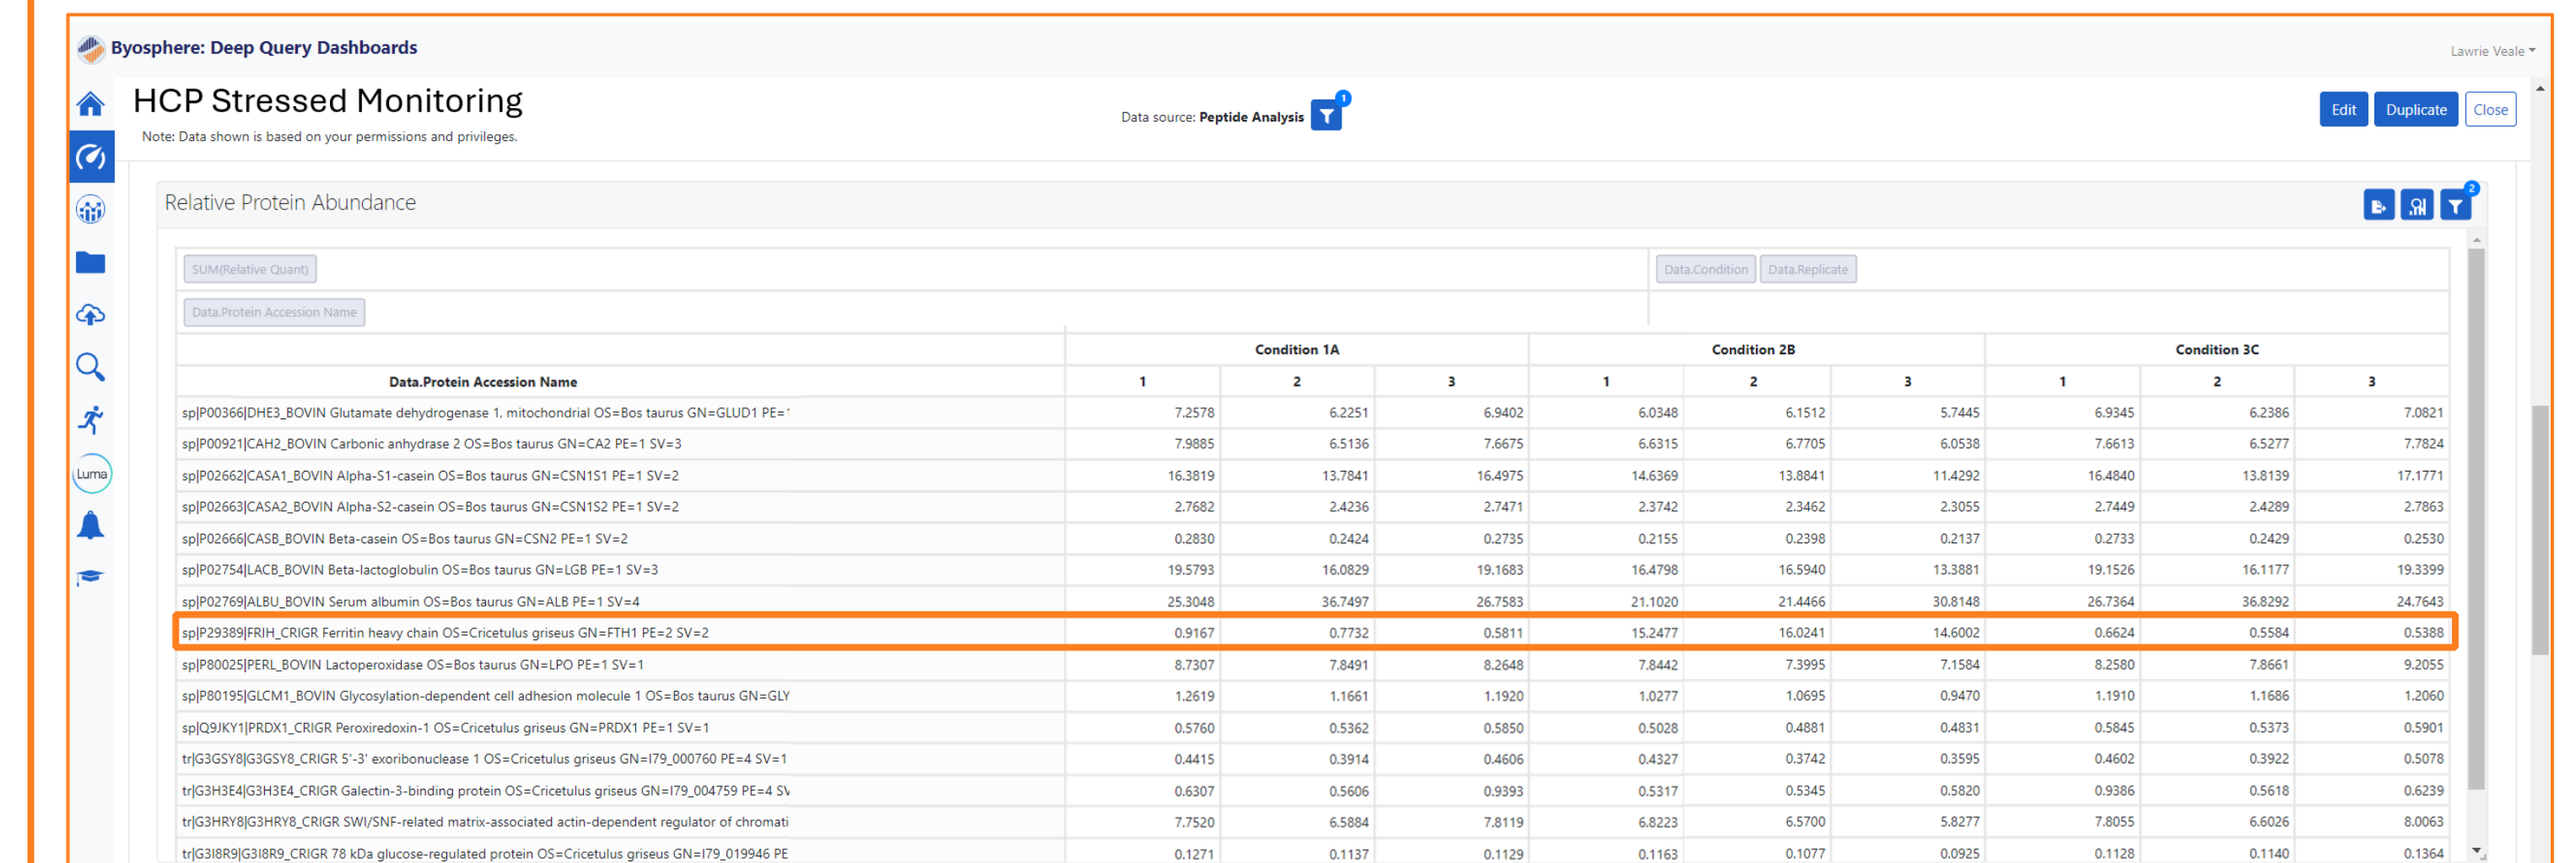 Byosphere: Deep Query Dashboards
Lawrie Veale
HCP Stressed Monitoring
Note: Data shown is based on your permissions and privileges.
Data source: Peptide Analysis
1
Edit Duplicate Close
Relative Protein Abundance
2
Luma
SUM(Relative Quant)
Data.Condition Data.Replicate
Data.Protein Accession Name
Condition 1A Condition 2B Condition 3C
Data.Protein Accession Name 1 2 3 1 2 3 1 2 3
sp|P00366|DHE3_BOVIN Glutamate dehydrogenase 1, mitochondrial OS=Bos taurus GN=GLUD1 PE=1 7.2578 6.2251 6.9402 6.0348 6.1512 5.7445 6.9345 6.2386 7.0821
sp|P00921|CAH2_BOVIN Carbonic anhydrase 2 OS=Bos taurus GN=CA2 PE=1 SV=3 7.9885 6.5136 7.6675 6.6315 6.7705 6.0538 7.6613 6.5277 7.7824
sp|P02662|CASA1_BOVIN Alpha-S1-casein OS=Bos taurus GN=CSN1S1 PE=1 SV=2 16.3819 13.7841 16.4975 14.6369 13.8841 11.4292 16.4840 13.8139 17.1771
sp|P02663|CASA2_BOVIN Alpha-S2-casein OS=Bos taurus GN=CSN1S2 PE=1 SV=2 2.7682 2.4236 2.7471 2.3742 2.3462 2.3055 2.7449 2.4289 2.7863
sp|P02666|CASB_BOVIN Beta-casein OS=Bos taurus GN=CSN2 PE=1 SV=2 0.2830 0.2424 0.2735 0.2155 0.2398 0.2137 0.2733 0.2429 0.2530
sp|P02754|LACB_BOVIN Beta-lactoglobulin OS=Bos taurus GN=LGB PE=1 SV=3 19.5793 16.0829 19.1683 16.4798 16.5940 13.3881 19.1526 16.1177 19.3399
sp|P02769|ALBU_BOVIN Serum albumin OS=Bos taurus GN=ALB PE=1 SV=4 25.3048 36.7497 26.7583 21.1020 21.4466 30.8148 26.7364 36.8292 24.7643
sp|P29389|FRIH_CRIGR Ferritin heavy chain OS=Cricetulus griseus GN=FTH1 PE=2 SV=2 0.9167 0.7732 0.5811 15.2477 16.0241 14.6002 0.6624 0.5584 0.5388
sp|P80025|PERL_BOVIN Lactoperoxidase OS=Bos taurus GN=LPO PE=1 SV=1 8.7307 7.8491 8.2648 7.8442 7.3995 7.1584 8.2580 7.8661 9.2055
sp|P80195|GLCM1_BOVIN Glycosylation-dependent cell adhesion molecule 1 OS=Bos taurus GN=GLY 1.2619 1.1661 1.1920 1.0277 1.0695 0.9470 1.1910 1.1686 1.2060
sp|Q9JKY1|PRDX1_CRIGR Peroxiredoxin-1 OS=Cricetulus griseus GN=PRDX1 PE=1 SV=1 0.5760 0.5362 0.5850 0.5028 0.4881 0.4831 0.5845 0.5373 0.5901
tr|G3GSY8|G3GSY8_CRIGR 5'-3' exoribonuclease 1 OS=Cricetulus griseus GN=I79_000760 PE=4 SV=1 0.4415 0.3914 0.4606 0.4327 0.3742 0.3595 0.4602 0.3922 0.5078
tr|G3H3E4|G3H3E4_CRIGR Galectin-3-binding protein OS=Cricetulus griseus GN=I79_004759 PE=4 SV 0.6307 0.5606 0.9393 0.5317 0.5345 0.5820 0.9386 0.5618 0.6239
tr|G3HRY8|G3HRY8_CRIGR SWI/SNF-related matrix-associated actin-dependent regulator of chromati 7.7520 6.5884 7.8119 6.8223 6.5700 5.8277 7.8055 6.6026 8.0063
tr|G3I8R9|G3I8R9_CRIGR 78 kDa glucose-regulated protein OS=Cricetulus griseus GN=I79_019946 PE 0.1271 0.1137 0.1129 0.1163 0.1077 0.0925 0.1128 0.1140 0.1364